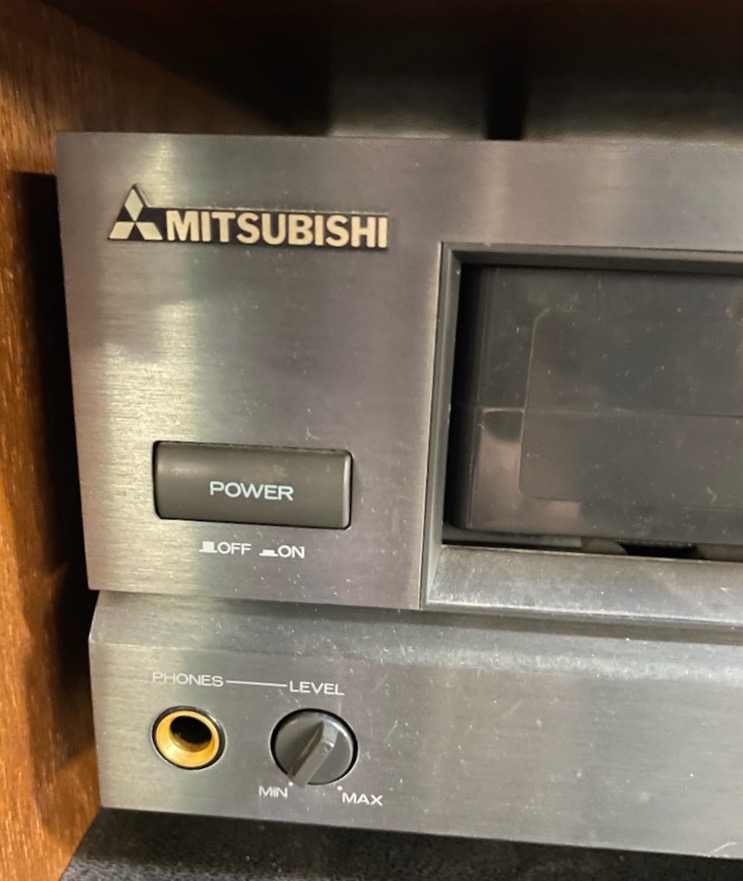 MITSUBISHI
POWER
OFF ON
PHONES LEVEL
MIN MAX